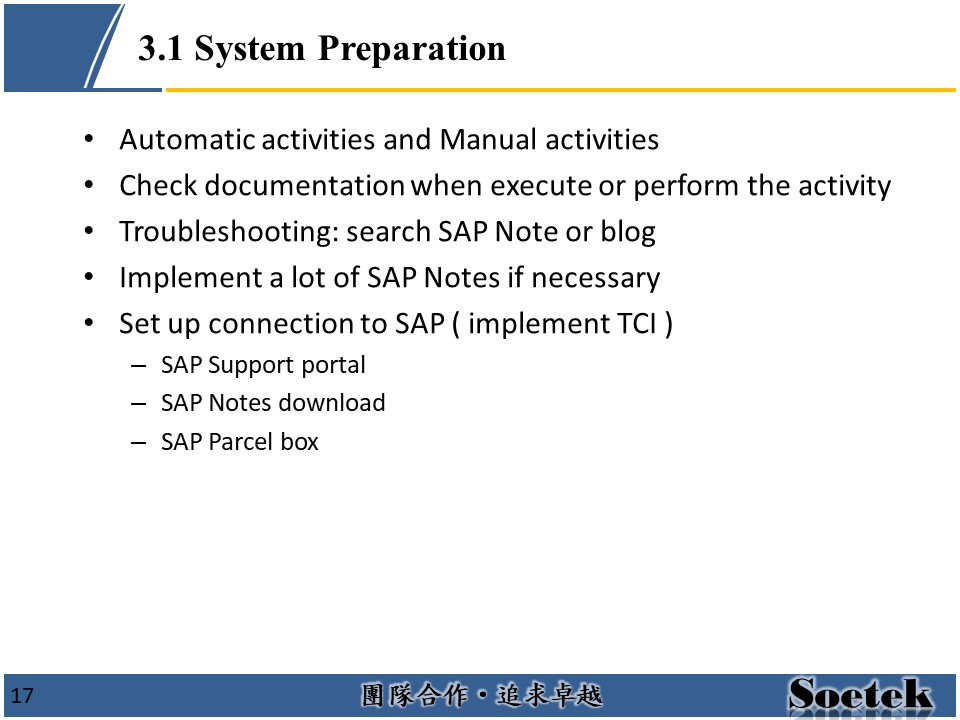 3.1 System Preparation
• Automatic activities and Manual activities
• Check documentation when execute or perform the activity
• Troubleshooting: search SAP Note or blog
• Implement a lot of SAP Notes if necessary
• Set up connection to SAP ( implement TCI )
– SAP Support portal
– SAP Notes download
– SAP Parcel box
17
團隊合作·追求卓越
Soetek